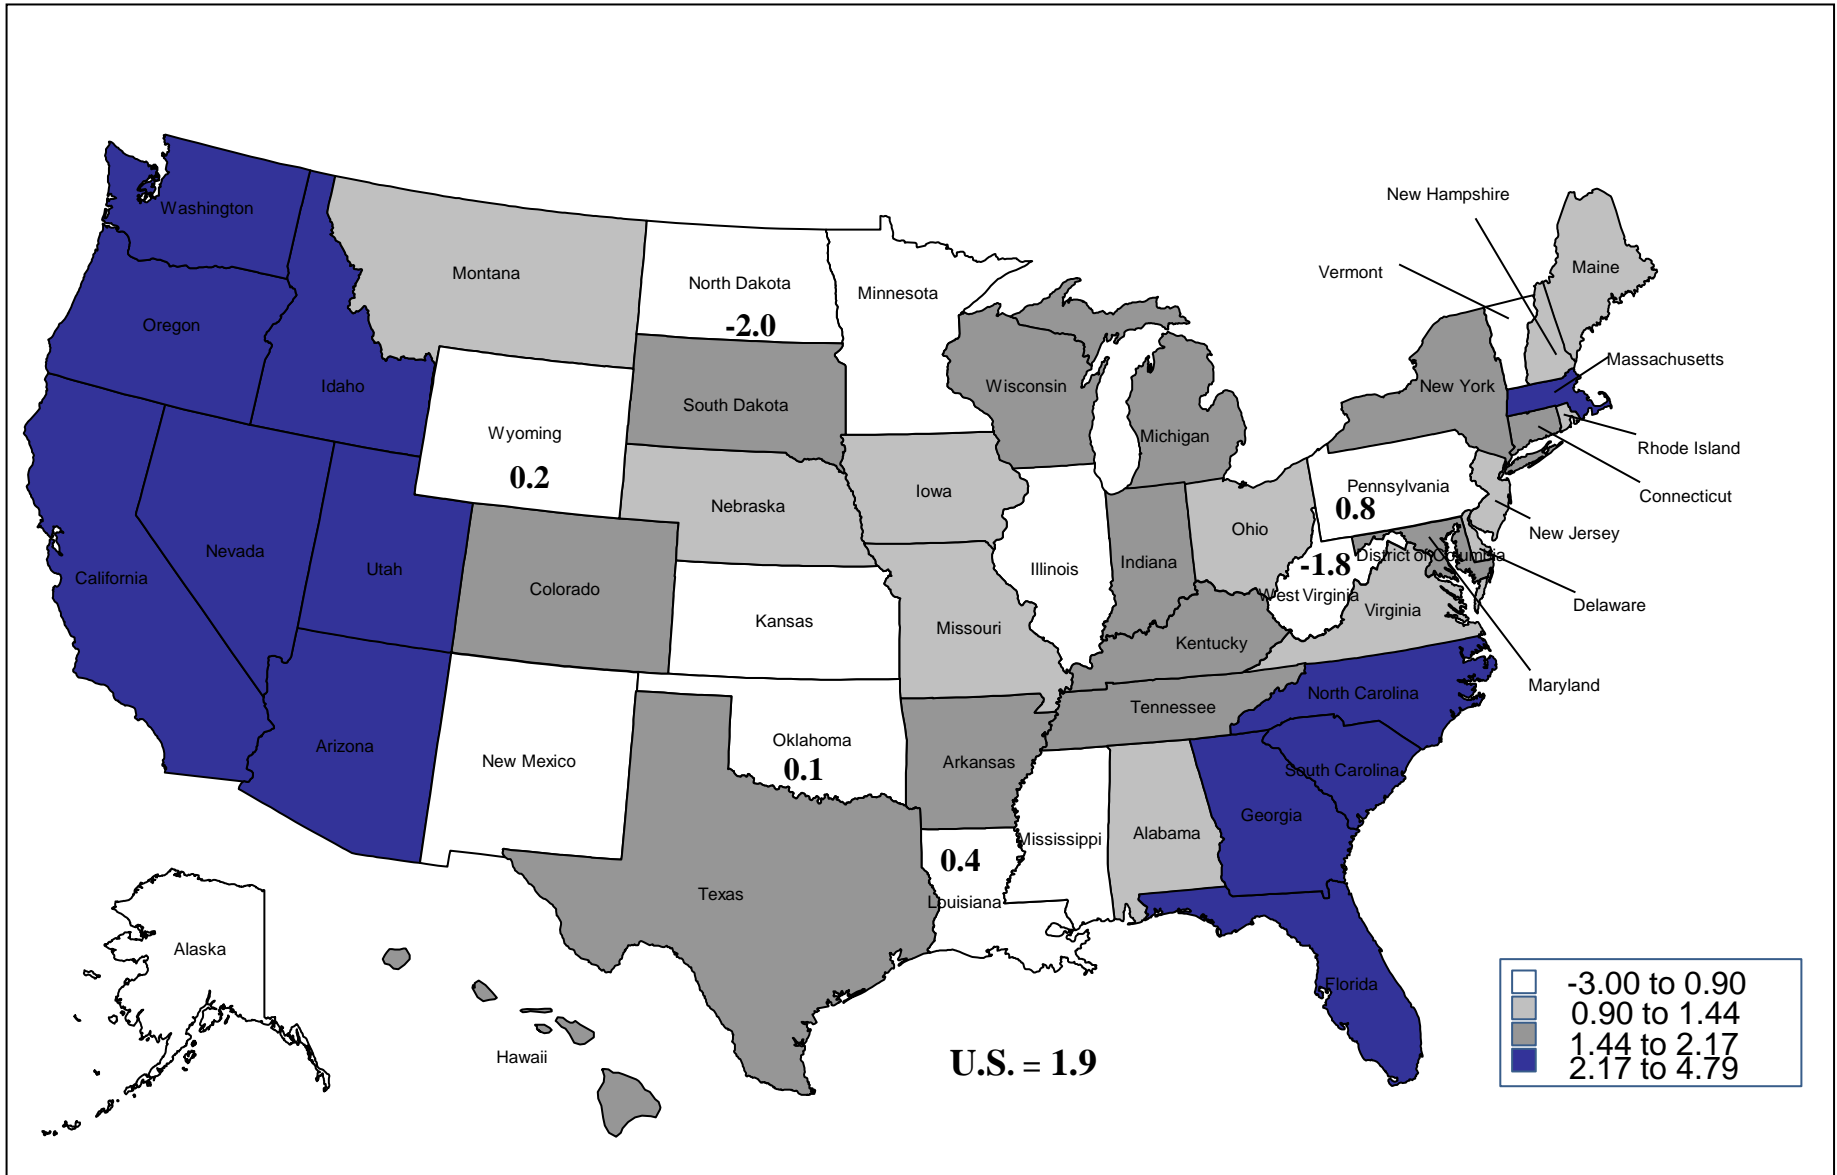 New Hampshire
Washington
Vermont
Maine
Montana
North Dakota
Minnesota
-2.0
Oregon
Massachusetts
Idaho
Wisconsin
New York
South Dakota
Michigan
Wyoming
Rhode Island
0.2
Iowa
Pennsylvania
Connecticut
Nebraska
0.8
Ohio
New Jersey
Nevada
District of Columbia
California
Utah
Colorado
Illinois
Indiana
-1.8
West Virginia
Delaware
Kansas
Missouri
Virginia
Kentucky
Maryland
North Carolina
Tennessee
Arizona
New Mexico
Oklahoma
0.1
Arkansas
South Carolina
Georgia
Mississippi
Alabama
0.4
Louisiana
Texas
Alaska
Florida
Hawaii
U.S. = 1.9
-3.00 to 0.90
0.90 to 1.44
1.44 to 2.17
2.17 to 4.79